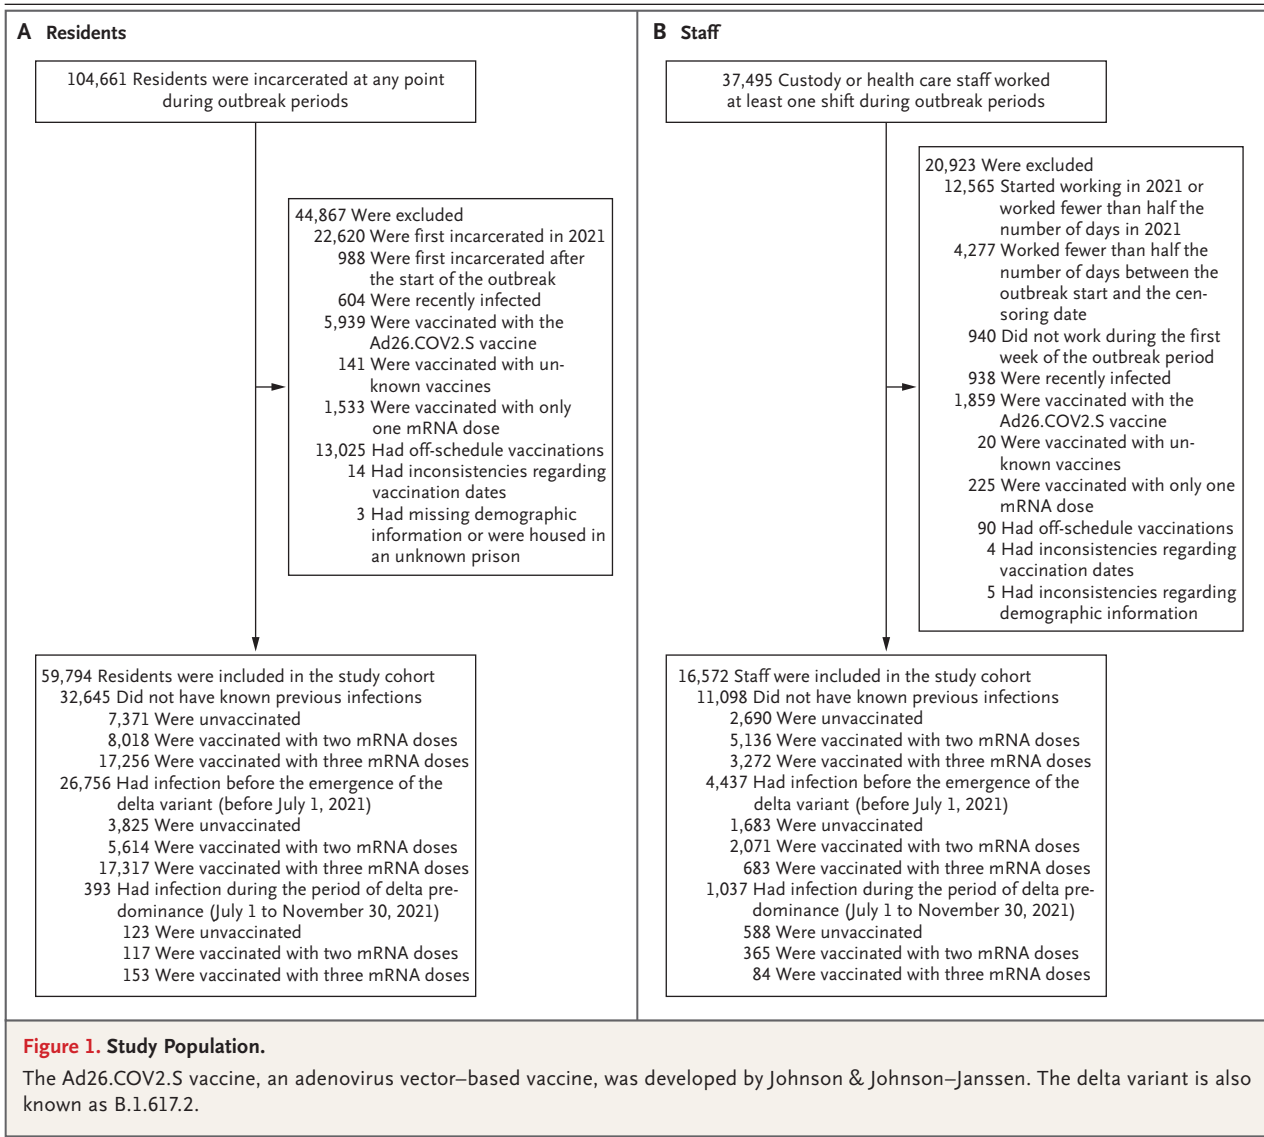 A Residents
104,661 Residents were incarcerated at any point
during outbreak periods
44,867 Were excluded
22,620 Were first incarcerated in 2021
988 Were first incarcerated after
the start of the outbreak
604 Were recently infected
5,939 Were vaccinated with the
Ad26.COV2.S vaccine
141 Were vaccinated with un-
known vaccines
1,533 Were vaccinated with only
one mRNA dose
13,025 Had off-schedule vaccinations
14 Had inconsistencies regarding
vaccination dates
3 Had missing demographic
information or were housed in
an unknown prison
59,794 Residents were included in the study cohort
32,645 Did not have known previous infections
7,371 Were unvaccinated
8,018 Were vaccinated with two mRNA doses
17,256 Were vaccinated with three mRNA doses
26,756 Had infection before the emergence of the
delta variant (before July 1, 2021)
3,825 Were unvaccinated
5,614 Were vaccinated with two mRNA doses
17,317 Were vaccinated with three mRNA doses
393 Had infection during the period of delta pre-
dominance (July 1 to November 30, 2021)
123 Were unvaccinated
117 Were vaccinated with two mRNA doses
153 Were vaccinated with three mRNA doses
B Staff
37,495 Custody or health care staff worked
at least one shift during outbreak periods
20,923 Were excluded
12,565 Started working in 2021 or
worked fewer than half the
number of days in 2021
4,277 Worked fewer than half the
number of days between the
outbreak start and the cen-
soring date
940 Did not work during the first
week of the outbreak period
938 Were recently infected
1,859 Were vaccinated with the
Ad26.COV2.S vaccine
20 Were vaccinated with un-
known vaccines
225 Were vaccinated with only one
mRNA dose
90 Had off-schedule vaccinations
4 Had inconsistencies regarding
vaccination dates
5 Had inconsistencies regarding
demographic information
16,572 Staff were included in the study cohort
11,098 Did not have known previous infections
2,690 Were unvaccinated
5,136 Were vaccinated with two mRNA doses
3,272 Were vaccinated with three mRNA doses
4,437 Had infection before the emergence of the
delta variant (before July 1, 2021)
1,683 Were unvaccinated
2,071 Were vaccinated with two mRNA doses
683 Were vaccinated with three mRNA doses
1,037 Had infection during the period of delta pre-
dominance (July 1 to November 30, 2021)
588 Were unvaccinated
365 Were vaccinated with two mRNA doses
84 Were vaccinated with three mRNA doses
Figure 1. Study Population.
The Ad26.COV2.S vaccine, an adenovirus vector–based vaccine, was developed by Johnson & Johnson–Janssen. The delta variant is also
known as B.1.617.2.